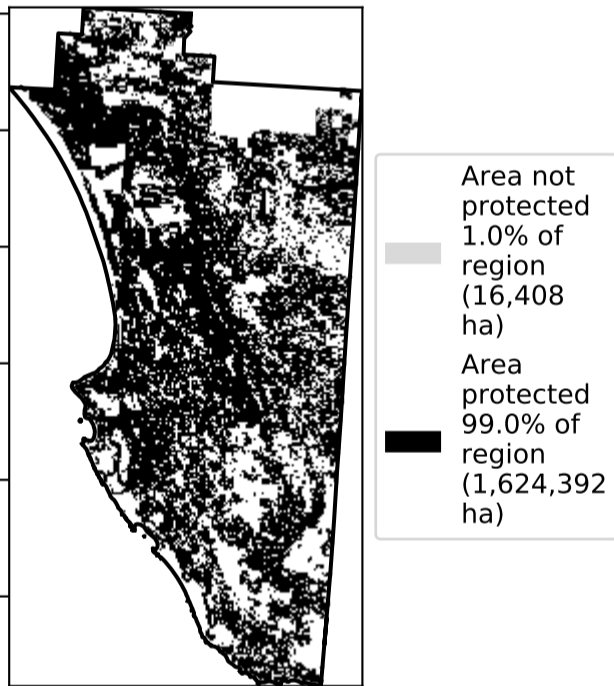 Area not
protected
1.0% of
region
(16,408
ha)
Area
protected
99.0% of
region
(1,624,392
ha)